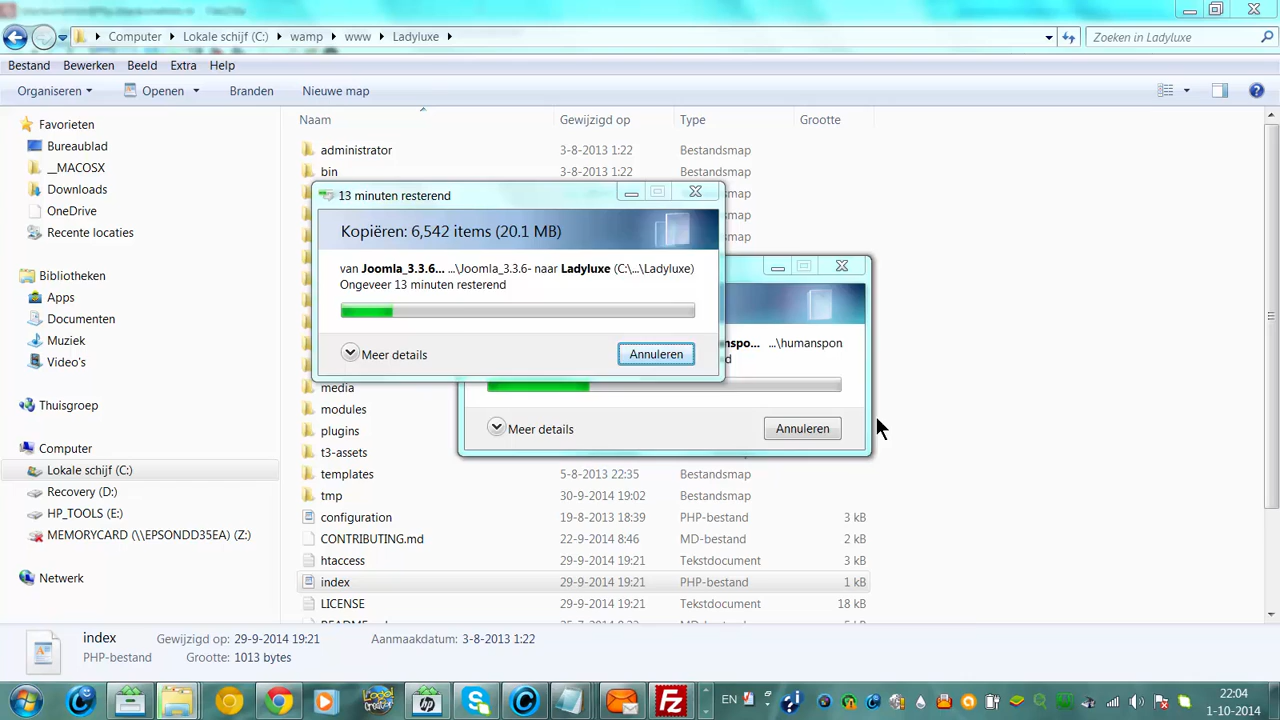 Computer Lokale schijf (C:) wamp www Ladyluxe Zoeken in Ladyluxe
Bestand Bewerken Beeld Extra Help
Organiseren Openen Branden Nieuwe map
Naam Gewijzigd op Type Grootte
Favorieten
Bureaublad
__MACOSX
Downloads
OneDrive
Recente locaties
Bibliotheken
Apps
Documenten
Muziek
Video's
Thuisgroep
Computer
Lokale schijf (C:)
Recovery (D:)
HP_TOOLS (E:)
MEMORYCARD (\\EPSONDD35EA) (Z:)
Netwerk
administrator 3-8-2013 1:22 Bestandsmap
bin 3-8-2013 1:22 Bestandsmap
Bestandsmap
Bestandsmap
Bestandsmap
13 minuten resterend
Kopiëren: 6,542 items (20.1 MB)
van Joomla_3.3.6... ...\Joomla_3.3.6- naar Ladyluxe (C:\...\Ladyluxe)
Ongeveer 13 minuten resterend
Meer details Annuleren
...\humanspon
Meer details Annuleren
media
modules
plugins
t3-assets
templates 5-8-2013 22:35 Bestandsmap
tmp 30-9-2014 19:02 Bestandsmap
configuration 19-8-2013 18:39 PHP-bestand 3 kB
CONTRIBUTING.md 22-9-2014 8:46 MD-bestand 2 kB
htaccess 29-9-2014 19:21 Tekstdocument 3 kB
index 29-9-2014 19:21 PHP-bestand 1 kB
LICENSE 29-9-2014 19:21 Tekstdocument 18 kB
index Gewijzigd op: 29-9-2014 19:21 Aanmaakdatum: 3-8-2013 1:22
PHP-bestand Grootte: 1013 bytes
EN 22:04
1-10-2014